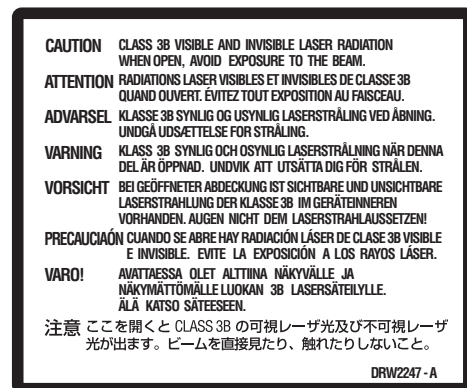 CAUTION CLASS 3B VISIBLE AND INVISIBLE LASER RADIATION
WHEN OPEN, AVOID EXPOSURE TO THE BEAM.
ATTENTION RADIATIONS LASER VISIBLES ET INVISIBLES DE CLASSE 3B
QUAND OUVERT. ÉVITEZ TOUT EXPOSITION AU FAISCEAU.
ADVARSEL KLASSE 3B SYNLIG OG USYNLIG LASERSTRÅLING VED ÅBNING.
UNDGÅ UDSÆTTELSE FOR STRÅLING.
VARNING KLASS 3B SYNLIG OCH OSYNLIG LASERSTRÅLNING NÄR DENNA
DEL ÄR ÖPPNAD. UNDVIK ATT UTSÄTTA DIG FÖR STRÅLEN.
VORSICHT BEI GEÖFFNETER ABDECKUNG IST SICHTBARE UND UNSICHTBARE
LASERSTRAHLUNG DER KLASSE 3B IM GERÄTEINNEREN
VORHANDEN. AUGEN NICHT DEM LASERSTRAHLAUSSETZEN!
PRECAUCIAÓN CUANDO SE ABRE HAY RADIACIÓN LÁSER DE CLASE 3B VISIBLE
E INVISIBLE. EVITE LA EXPOSICIÓN A LOS RAYOS LÁSER.
VARO! AVATTAESSA OLET ALTTIINA NÄKYVÄLLE JA
NÄKYMÄTTÖMÄLLE LUOKAN 3B LASERSÄTEILYLLE.
ÄLÄ KATSO SÄTEESEEN.
注意 ここを開くと CLASS 3B の可視レーザ光及び不可視レーザ
光が出ます。ビームを直接見たり、触れたりしないこと。
DRW2247 - A